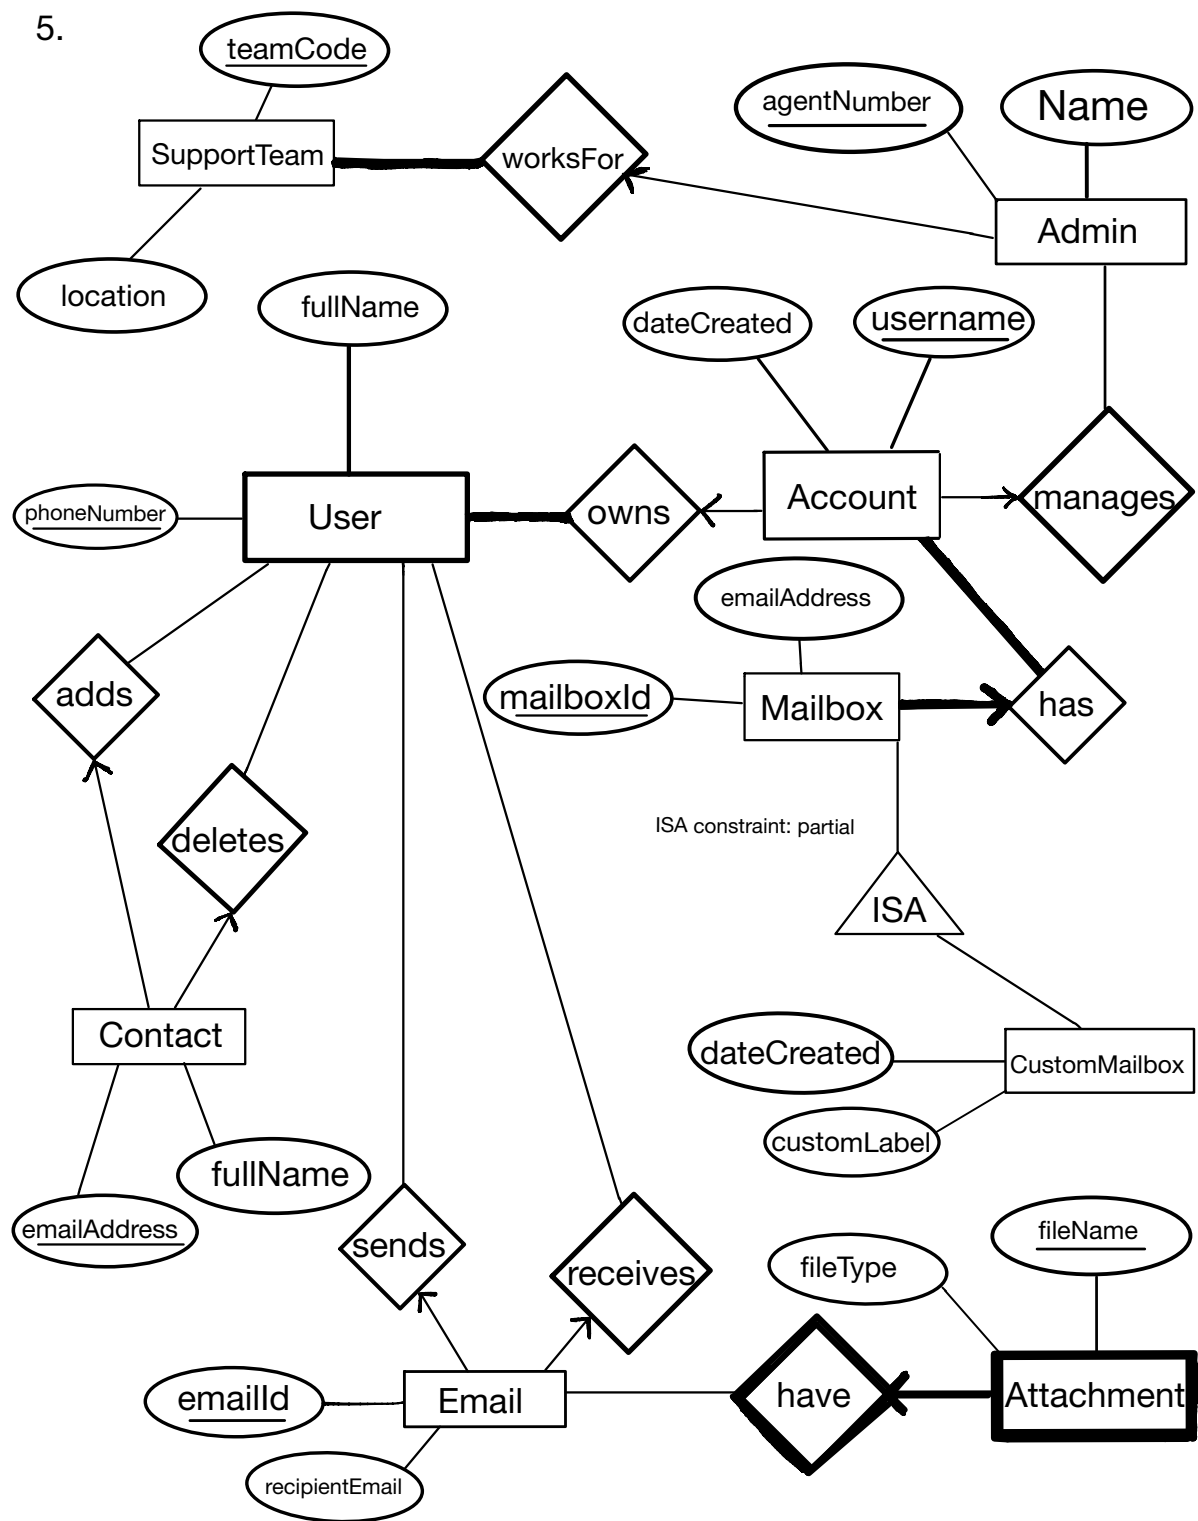 5.
teamCode
SupportTeam
location
worksFor
agentNumber
Name
Admin
fullName
dateCreated
username
phoneNumber
User
owns
Account
manages
emailAddress
mailboxId
Mailbox
has
adds
deletes
ISA constraint: partial
ISA
Contact
dateCreated
CustomMailbox
customLabel
fullName
emailAddress
sends
receives
fileType
fileName
emailId
Email
have
Attachment
recipientEmail